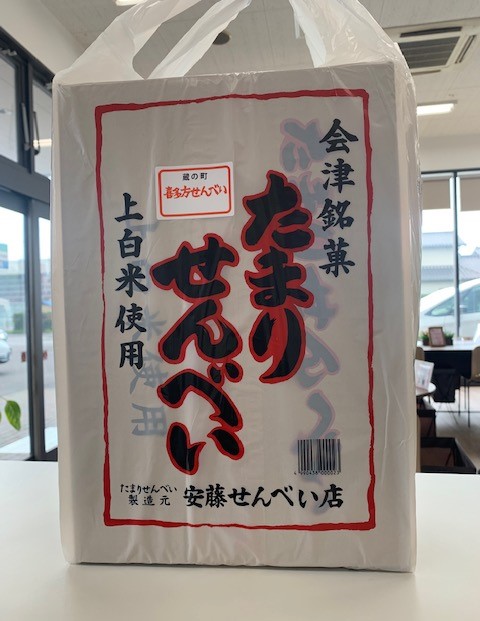 会津銘菓
たまり
せんべい
蔵の町
喜多方せんべい
上白米使用
たまりせんべい
製造元
安藤せんべい店